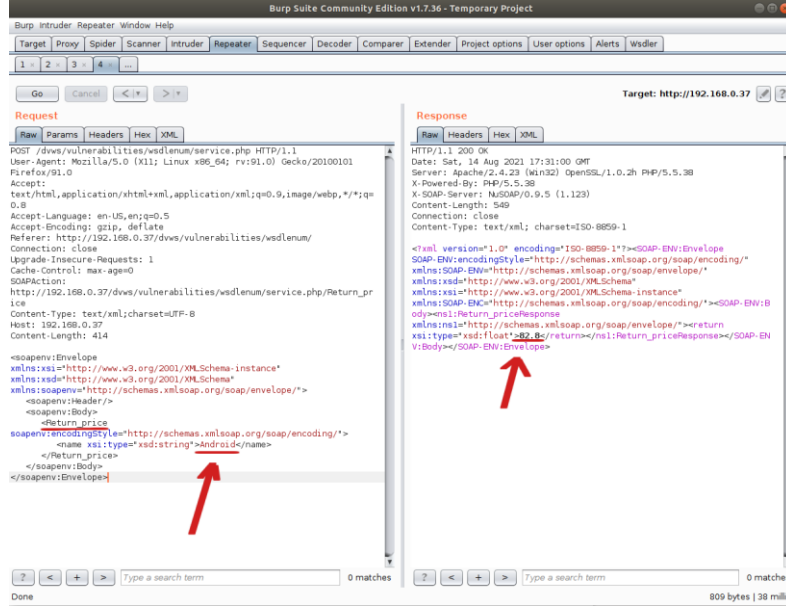 Burp Suite Community Edition v1.7.36 - Temporary Project
Burp Intruder Repeater Window Help
Target Proxy Spider Scanner Intruder Repeater Sequencer Decoder Comparer Extender Project options User options Alerts Wsdler
1 × 2 × 3 × 4 × ...
Go Cancel < | ▼ > | ▼ Target: http://192.168.0.37 ?
Request
Raw Params Headers Hex XML
POST /dvws/vulnerabilities/wsdlenum/service.php HTTP/1.1
User-Agent: Mozilla/5.0 (X11; Linux x86_64; rv:91.0) Gecko/20100101
Firefox/91.0
Accept:
text/html,application/xhtml+xml,application/xml;q=0.9,image/webp,*/*;q=
0.8
Accept-Language: en-US,en;q=0.5
Accept-Encoding: gzip, deflate
Referer: http://192.168.0.37/dvws/vulnerabilities/wsdlenum/
Connection: close
Upgrade-Insecure-Requests: 1
Cache-Control: max-age=0
SOAPAction:
http://192.168.0.37/dvws/vulnerabilities/wsdlenum/service.php/Return_pr
ice
Content-Type: text/xml;charset=UTF-8
Host: 192.168.0.37
Content-Length: 414
<soapenv:Envelope
xmlns:xsi="http://www.w3.org/2001/XMLSchema-instance"
xmlns:xsd="http://www.w3.org/2001/XMLSchema"
xmlns:soapenv="http://schemas.xmlsoap.org/soap/envelope/">
<soapenv:Header/>
<soapenv:Body>
<Return_price
soapenv:encodingStyle="http://schemas.xmlsoap.org/soap/encoding/">
<name xsi:type="xsd:string">Android</name>
</Return_price>
</soapenv:Body>
</soapenv:Envelope>
? < + > Type a search term 0 matches
Response
Raw Headers Hex XML
HTTP/1.1 200 OK
Date: Sat, 14 Aug 2021 17:31:00 GMT
Server: Apache/2.4.23 (Win32) OpenSSL/1.0.2h PHP/5.5.38
X-Powered-By: PHP/5.5.38
X-SOAP-Server: NuSOAP/0.9.5 (1.123)
Content-Length: 549
Connection: close
Content-Type: text/xml; charset=ISO-8859-1
<?xml version="1.0" encoding="ISO-8859-1"?><SOAP-ENV:Envelope
SOAP-ENV:encodingStyle="http://schemas.xmlsoap.org/soap/encoding/"
xmlns:SOAP-ENV="http://schemas.xmlsoap.org/soap/envelope/"
xmlns:xsd="http://www.w3.org/2001/XMLSchema"
xmlns:xsi="http://www.w3.org/2001/XMLSchema-instance"
xmlns:SOAP-ENC="http://schemas.xmlsoap.org/soap/encoding/"><SOAP-ENV:B
ody><ns1:Return_priceResponse
xmlns:ns1="http://schemas.xmlsoap.org/soap/envelope/"><return
xsi:type="xsd:float">82.8</return></ns1:Return_priceResponse></SOAP-EN
V:Body></SOAP-ENV:Envelope>
? < + > Type a search term 0 matche
Done 809 bytes | 38 milli